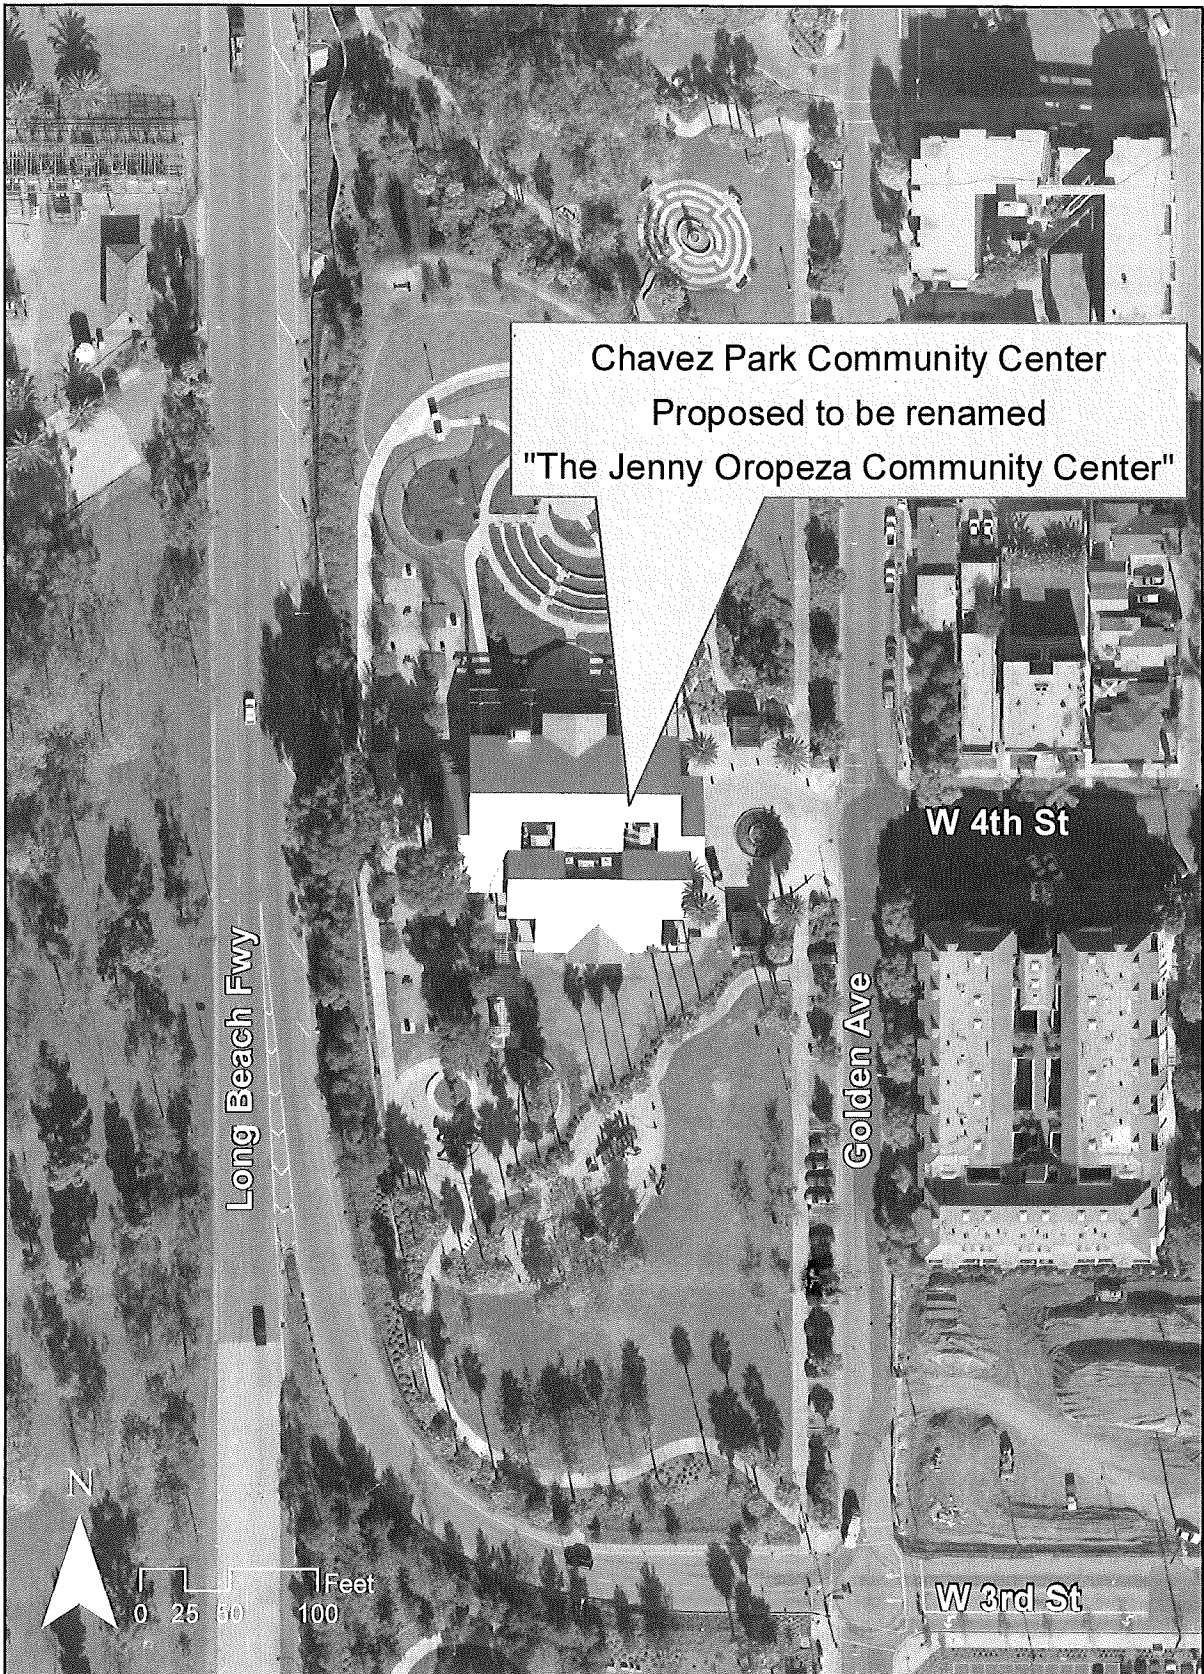 Chavez Park Community Center
Proposed to be renamed
"The Jenny Oropeza Community Center"
W 4th St
Long Beach Fwy
Golden Ave
N
Feet
0 25 50 100
W 3rd St